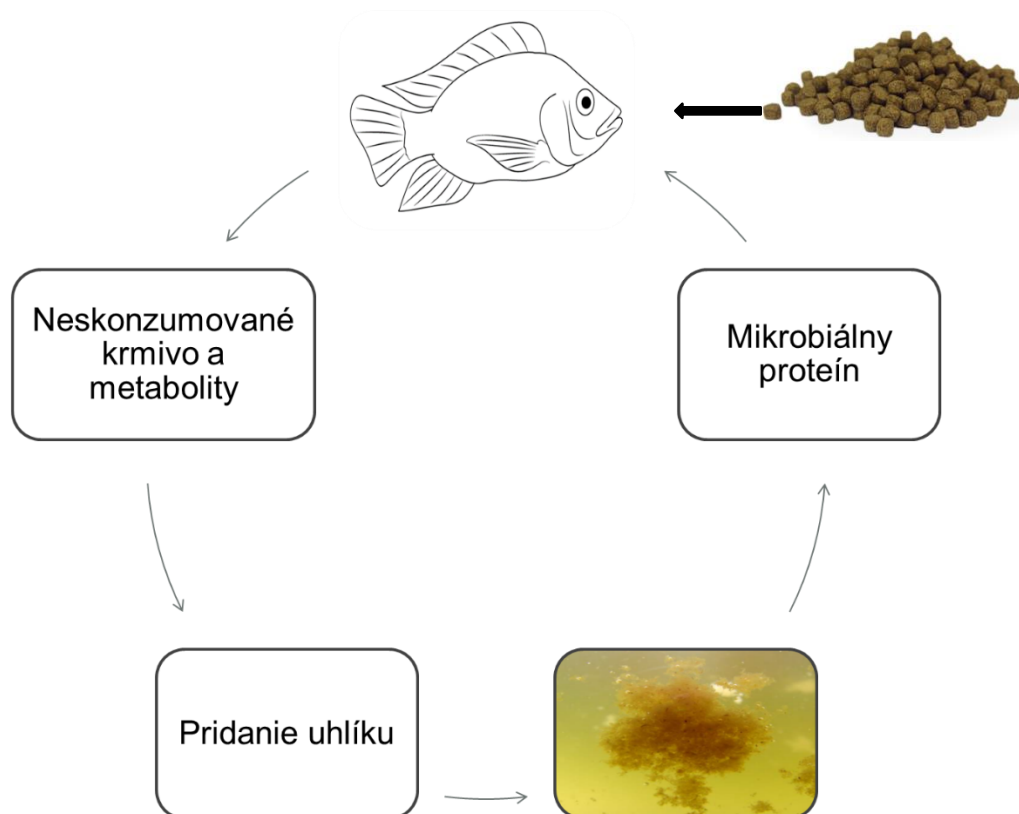 Neskonzumované
krmivo a
metabolity
Mikrobiálny
proteín
Pridanie uhlíku